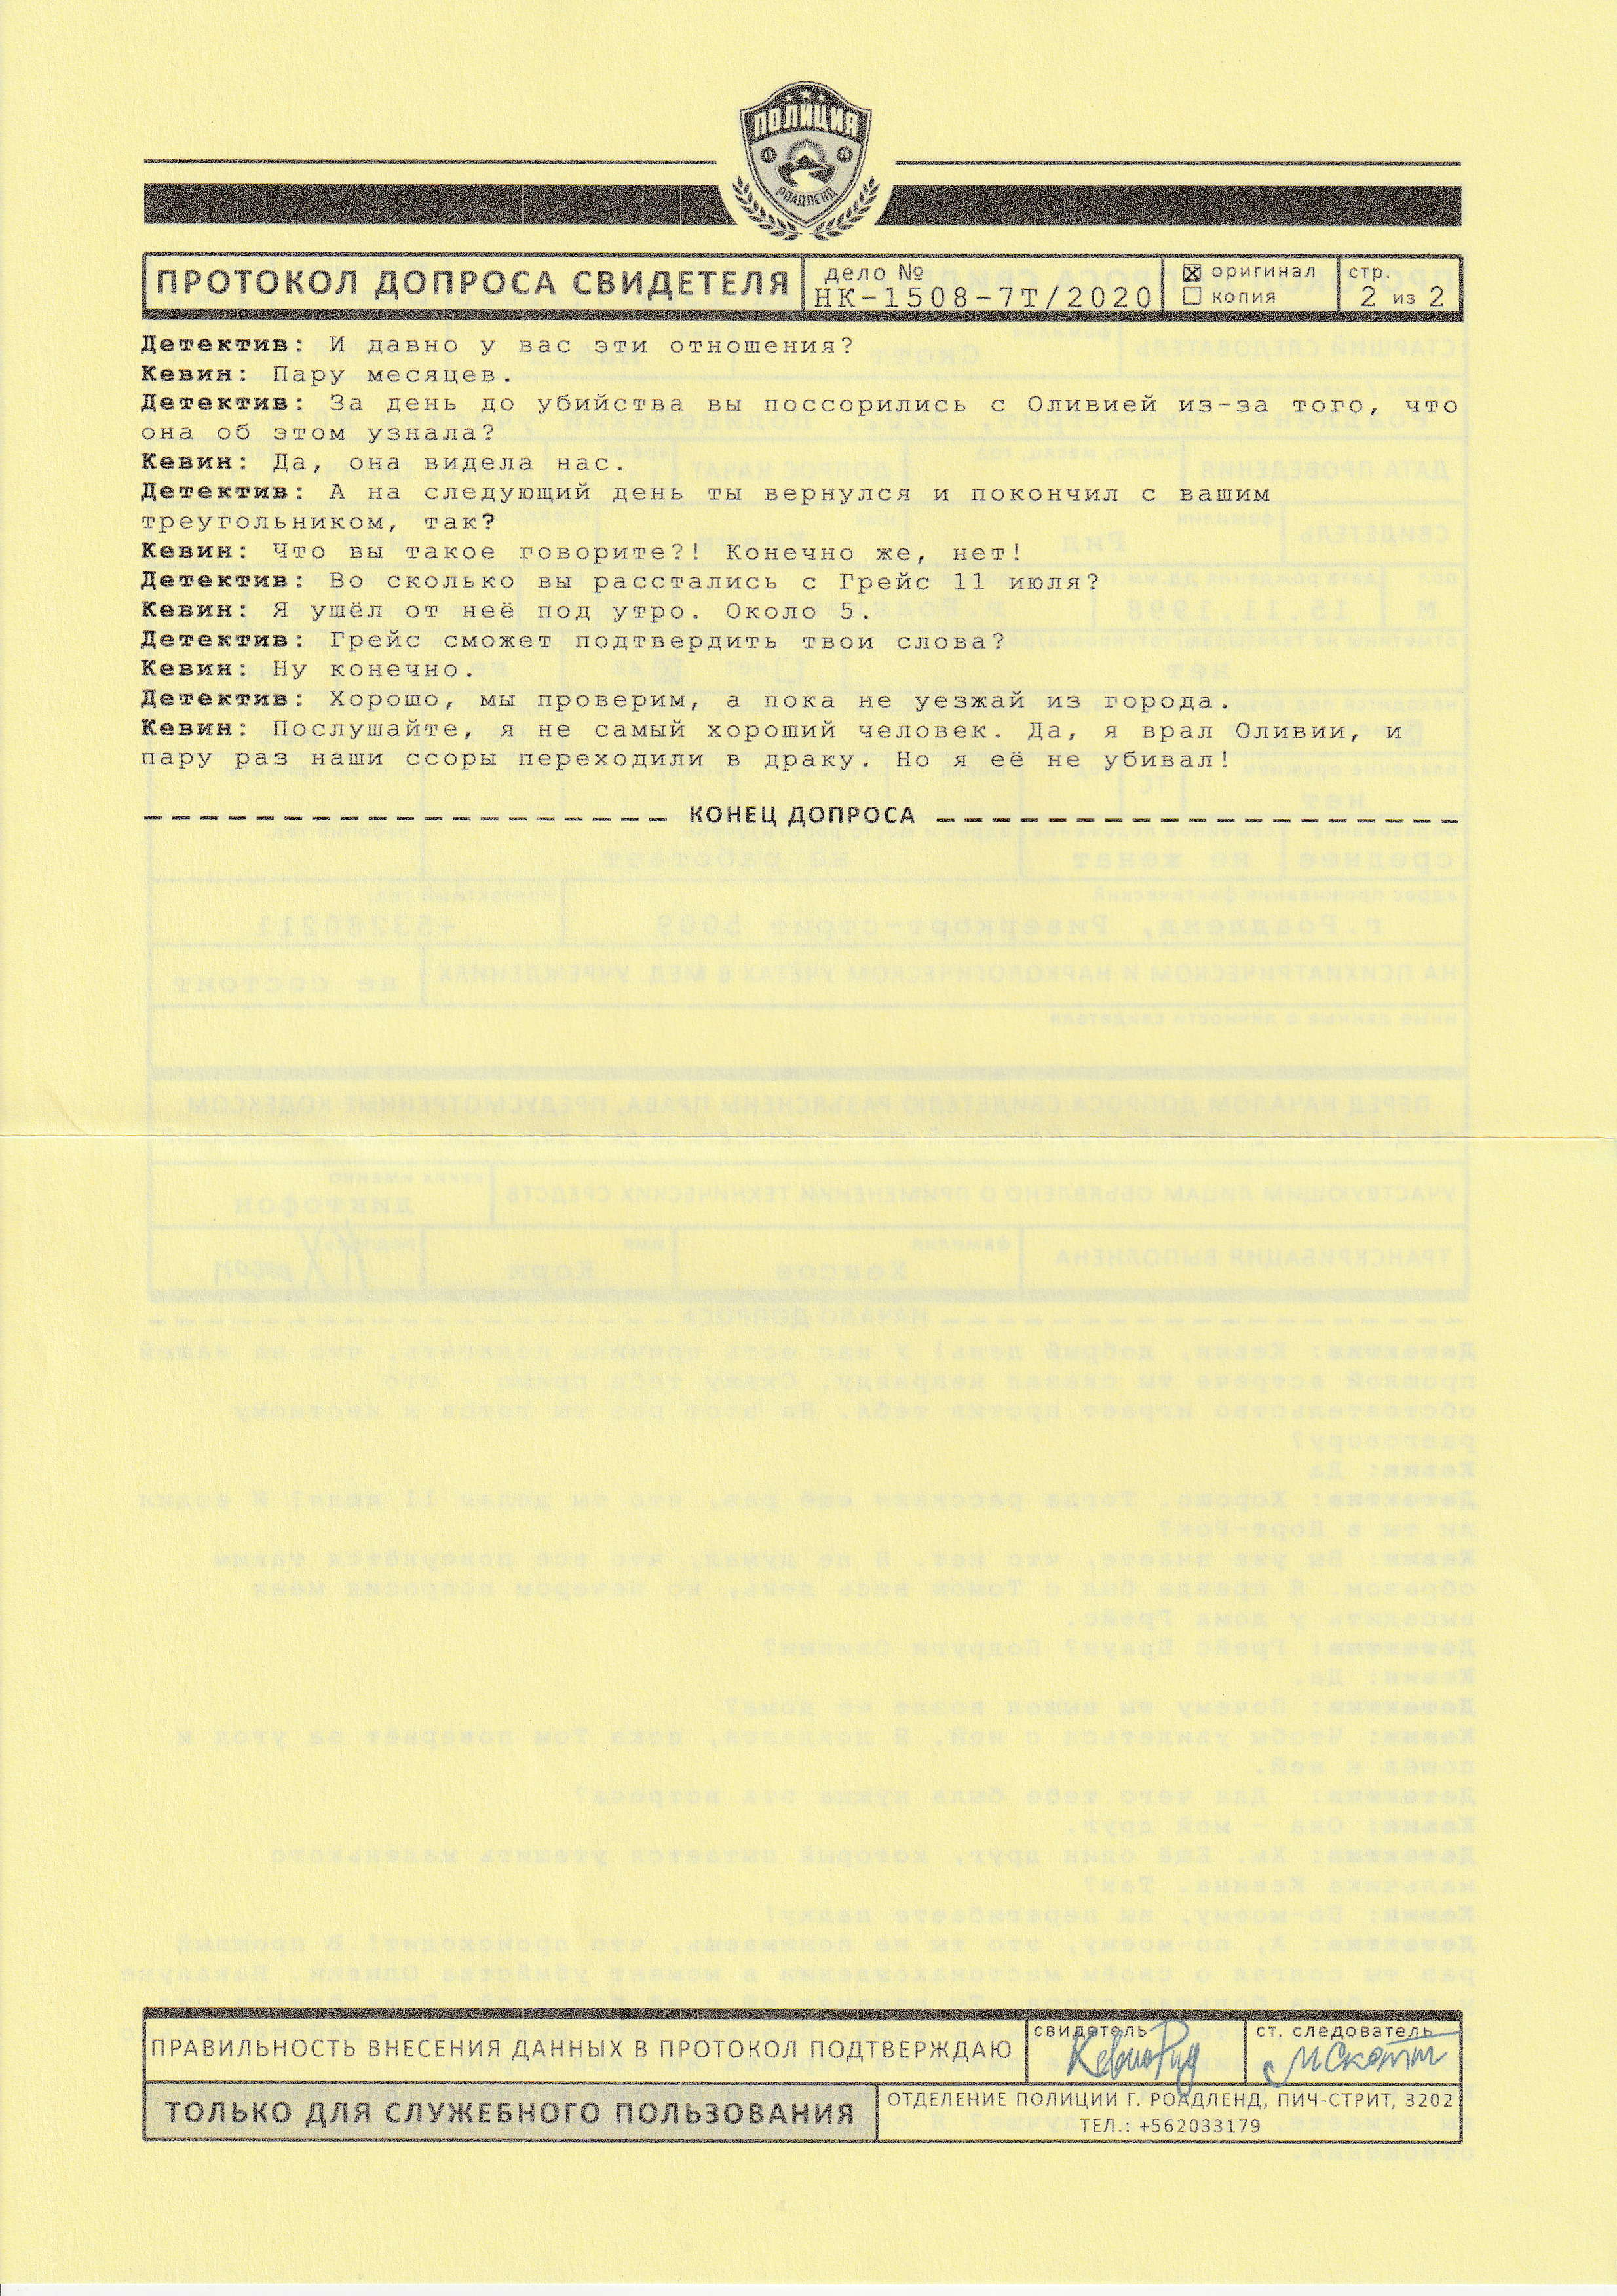 ПОЛИЦИЯ
19 75
РОАДЛЕНД
ПРОТОКОЛ ДОПРОСА СВИДЕТЕЛЯ
дело №
НК-1508-7Т/2020
☒ оригинал
☐ копия
стр.
2 из 2
Детектив: И давно у вас эти отношения?
Кевин: Пару месяцев.
Детектив: За день до убийства вы поссорились с Оливией из-за того, что
она об этом узнала?
Кевин: Да, она видела нас.
Детектив: А на следующий день ты вернулся и покончил с вашим
треугольником, так?
Кевин: Что вы такое говорите?! Конечно же, нет!
Детектив: Во сколько вы расстались с Грейс 11 июля?
Кевин: Я ушёл от неё под утро. Около 5.
Детектив: Грейс сможет подтвердить твои слова?
Кевин: Ну конечно.
Детектив: Хорошо, мы проверим, а пока не уезжай из города.
Кевин: Послушайте, я не самый хороший человек. Да, я врал Оливии, и
пару раз наши ссоры переходили в драку. Но я её не убивал!
КОНЕЦ ДОПРОСА
ПРАВИЛЬНОСТЬ ВНЕСЕНИЯ ДАННЫХ В ПРОТОКОЛ ПОДТВЕРЖДАЮ
свидетель
Кевин Рид
ст. следователь
М Скотт
ТОЛЬКО ДЛЯ СЛУЖЕБНОГО ПОЛЬЗОВАНИЯ
ОТДЕЛЕНИЕ ПОЛИЦИИ Г. РОАДЛЕНД, ПИЧ-СТРИТ, 3202
ТЕЛ.: +562033179